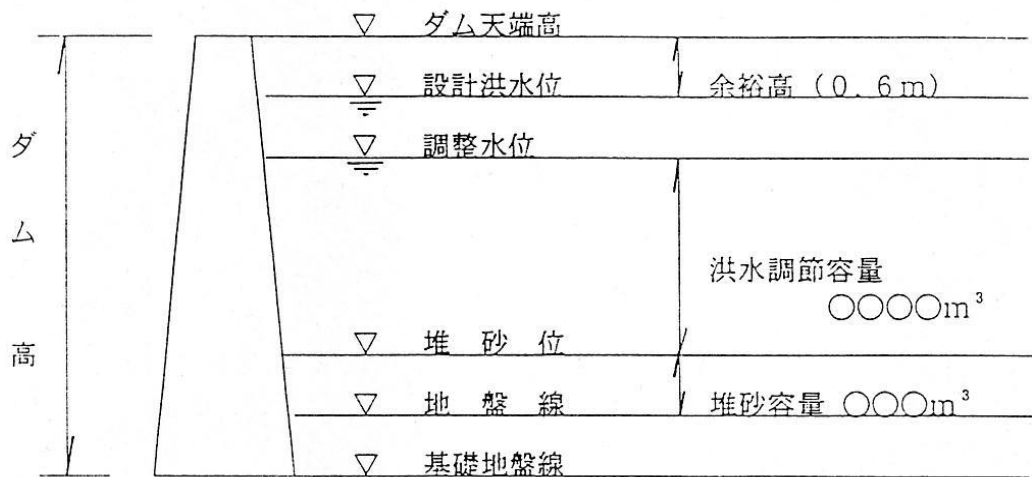 ダム天端高
設計洪水位 余裕高(0.6m)
調整水位
洪水調節容量
○○○○m³
堆砂位
地盤線 堆砂容量 ○○○m³
基礎地盤線
ダム高